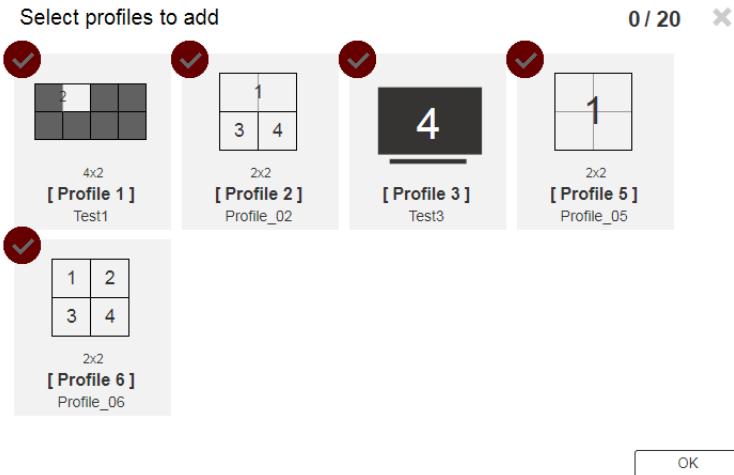 Select profiles to add
0 / 20
2
4x2
[ Profile 1 ]
Test1
1
3 4
2x2
[ Profile 2 ]
Profile_02
4
[ Profile 3 ]
Test3
1
2x2
[ Profile 5 ]
Profile_05
1 2
3 4
2x2
[ Profile 6 ]
Profile_06
OK